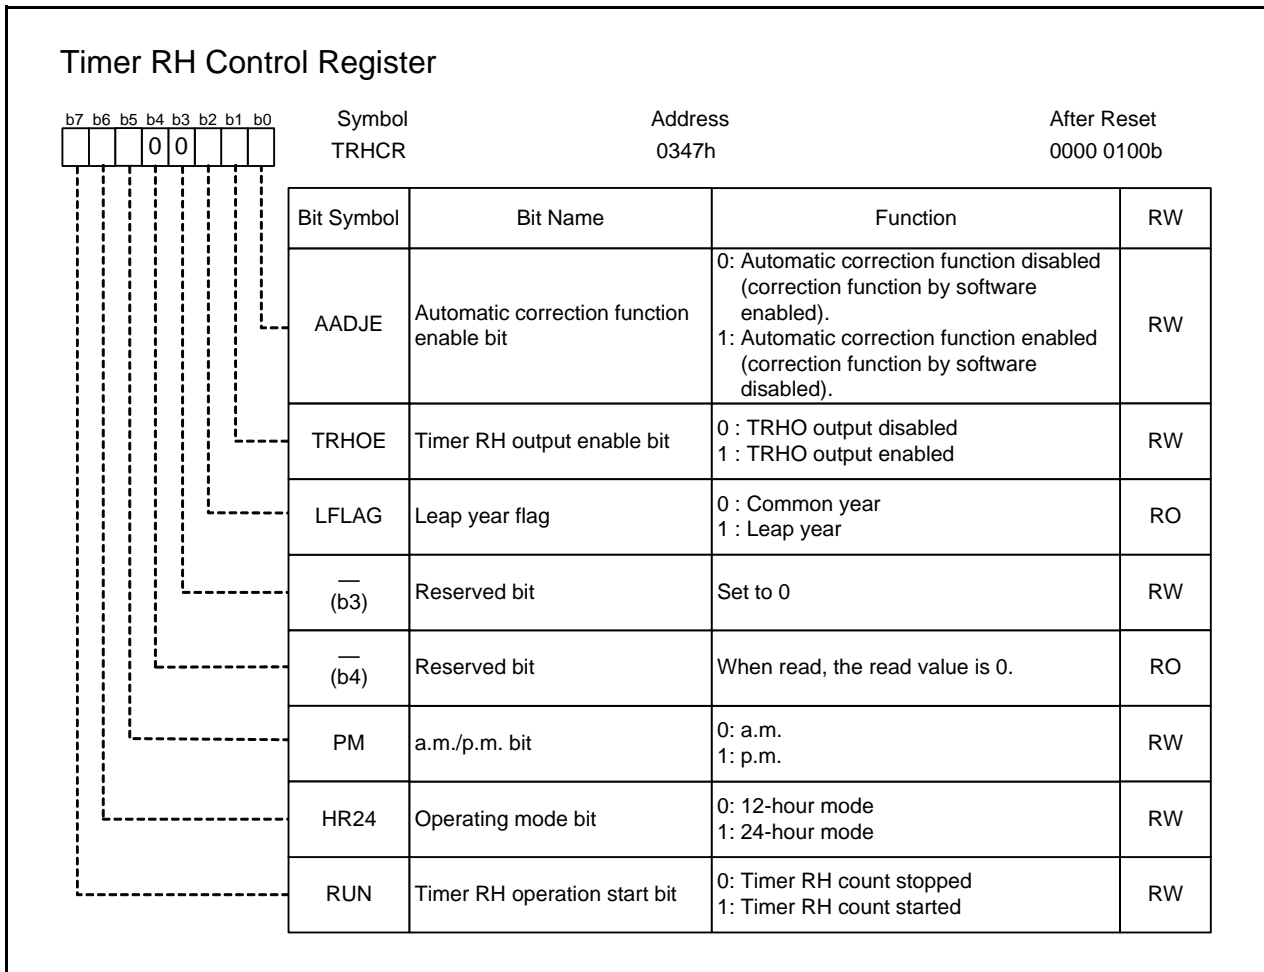 Timer RH Control Register
b7 b6 b5 b4 b3 b2 b1 b0
0 0
Symbol Address After Reset
TRHCR 0347h 0000 0100b
Bit Symbol Bit Name Function RW
AADJE
Automatic correction function
enable bit
0: Automatic correction function disabled
(correction function by software
enabled).
1: Automatic correction function enabled
(correction function by software
disabled).
RW
TRHOE
Timer RH output enable bit
0 : TRHO output disabled
1 : TRHO output enabled
RW
LFLAG
Leap year flag
0 : Common year
1 : Leap year
RO
—
(b3)
Reserved bit
Set to 0
RW
—
(b4)
Reserved bit
When read, the read value is 0.
RO
PM
a.m./p.m. bit
0: a.m.
1: p.m.
RW
HR24
Operating mode bit
0: 12-hour mode
1: 24-hour mode
RW
RUN
Timer RH operation start bit
0: Timer RH count stopped
1: Timer RH count started
RW